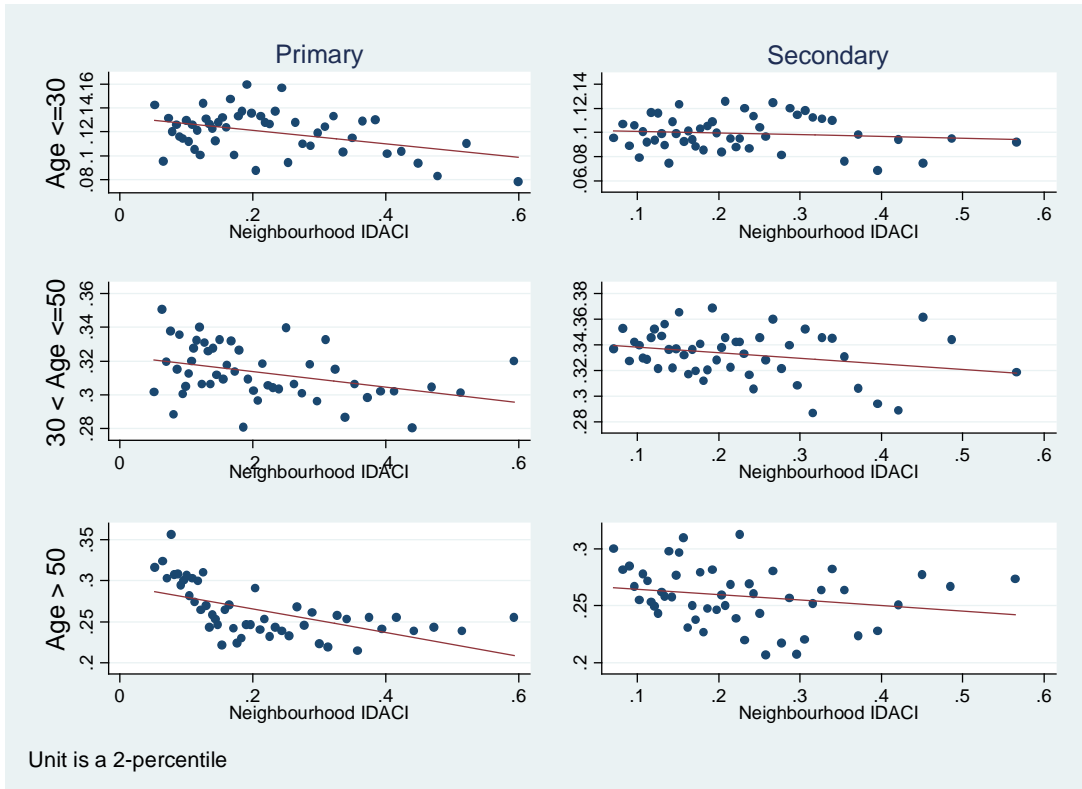 Primary
Secondary
Age <=30
.08 .1 .12 .14 .16
0 .2 .4 .6
Neighbourhood IDACI
.06 .08 .1 .12 .14
.1 .2 .3 .4 .5 .6
Neighbourhood IDACI
30 < Age <=50
.28 .3 .32 .34 .36
0 .2 .4 .6
Neighbourhood IDACI
.28 .3 .32 .34 .36 .38
.1 .2 .3 .4 .5 .6
Neighbourhood IDACI
Age > 50
.2 .25 .3 .35
0 .2 .4 .6
Neighbourhood IDACI
.2 .25 .3
.1 .2 .3 .4 .5 .6
Neighbourhood IDACI
Unit is a 2-percentile